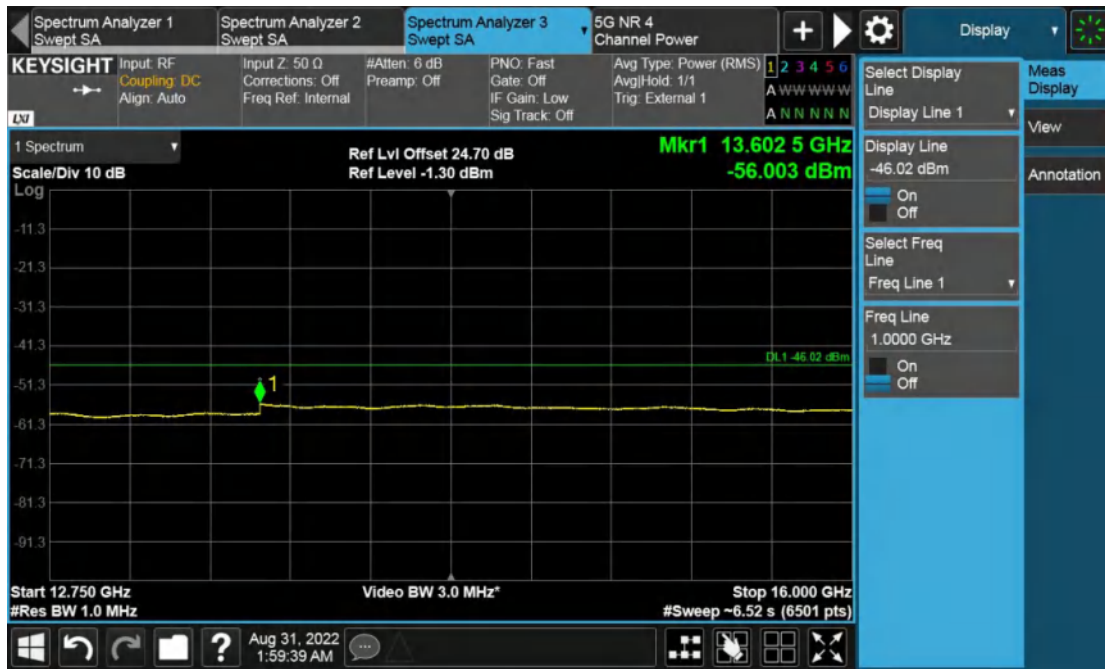 Spectrum Analyzer 1
Swept SA
Spectrum Analyzer 2
Swept SA
Spectrum Analyzer 3
Swept SA
5G NR 4
Channel Power
Display
KEYSIGHT
LXI
Input: RF
Coupling: DC
Align: Auto
Input Z: 50 Ω
Corrections: Off
Freq Ref: Internal
#Atten: 6 dB
Preamp: Off
PNO: Fast
Gate: Off
IF Gain: Low
Sig Track: Off
Avg Type: Power (RMS)
Avg|Hold: 1/1
Trig: External 1
1 2 3 4 5 6
A W W W W W
A N N N N N
1 Spectrum
Scale/Div 10 dB
Log
Ref Lvl Offset 24.70 dB
Ref Level -1.30 dBm
Mkr1 13.602 5 GHz
-56.003 dBm
-11.3
-21.3
-31.3
-41.3
DL1 -46.02 dBm
-51.3
1
-61.3
-71.3
-81.3
-91.3
Start 12.750 GHz
#Res BW 1.0 MHz
Video BW 3.0 MHz*
Stop 16.000 GHz
#Sweep ~6.52 s (6501 pts)
Select Display
Line
Display Line 1
Display Line
-46.02 dBm
On
Off
Select Freq
Line
Freq Line 1
Freq Line
1.0000 GHz
On
Off
Meas
Display
View
Annotation
?
Aug 31, 2022
1:59:39 AM